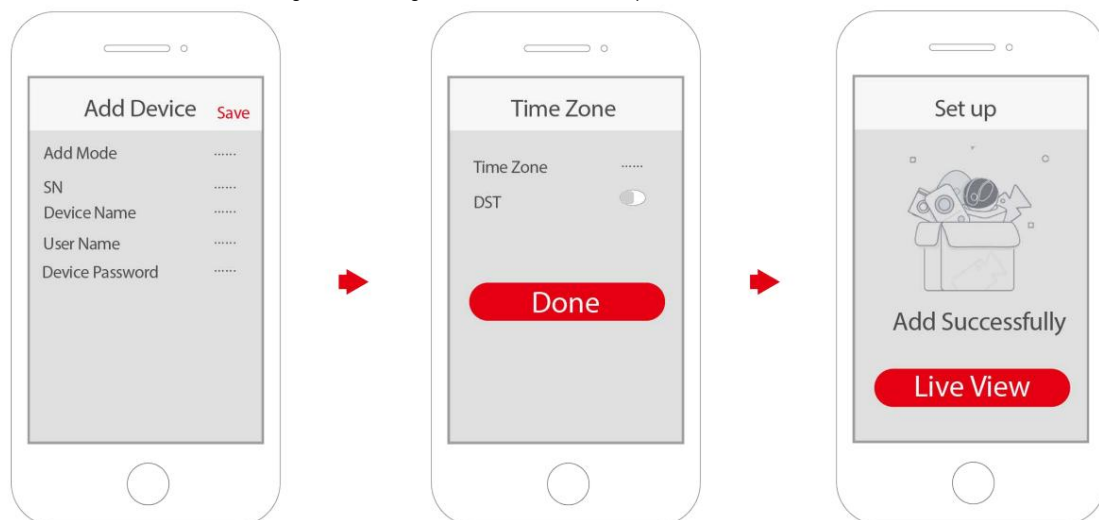 Add Device Save
Add Mode ......
SN ......
Device Name ......
User Name ......
Device Password ......
Time Zone
Time Zone ......
DST
Done
Set up
Add Successfully
Live View